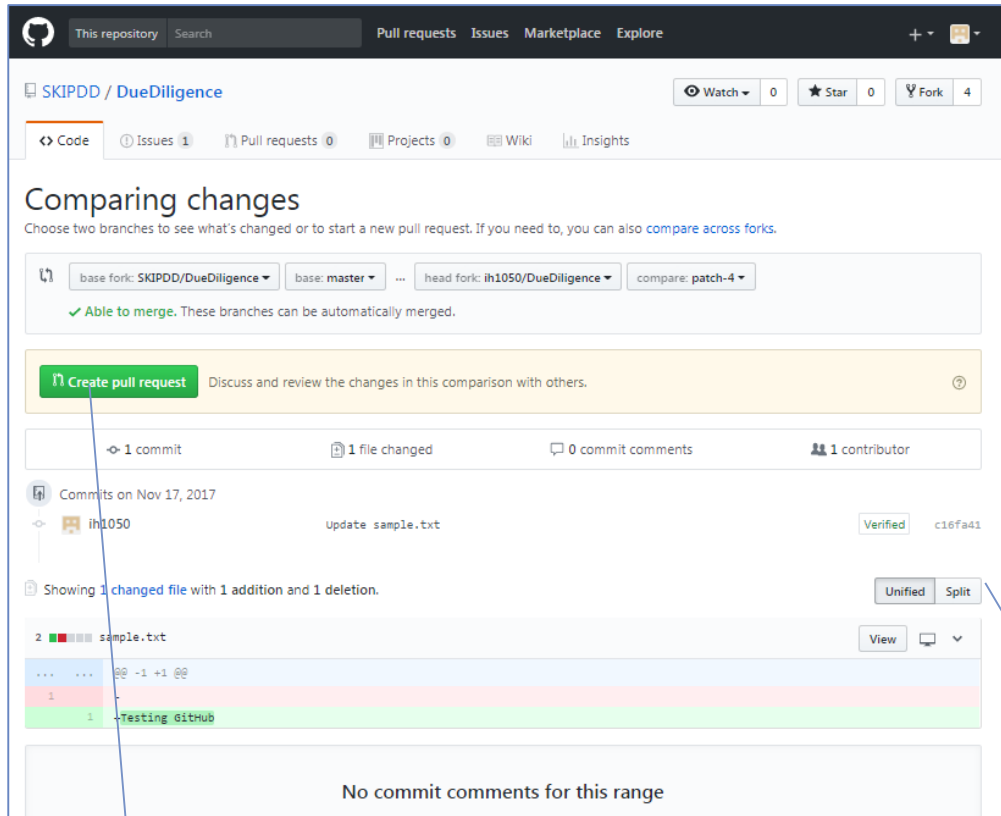 This repository Search Pull requests Issues Marketplace Explore
SKIPDD / DueDiligence Watch 0 Star 0 Fork 4
Code Issues 1 Pull requests 0 Projects 0 Wiki Insights
Comparing changes
Choose two branches to see what's changed or to start a new pull request. If you need to, you can also compare across forks.
base fork: SKIPDD/DueDiligence base: master ... head fork: ih1050/DueDiligence compare: patch-4
Able to merge. These branches can be automatically merged.
Create pull request Discuss and review the changes in this comparison with others.
1 commit 1 file changed 0 commit comments 1 contributor
Commits on Nov 17, 2017
ih1050 Update sample.txt Verified c16fa41
Showing 1 changed file with 1 addition and 1 deletion. Unified Split
2 sample.txt View
... ... @@ -1 +1 @@
1 -
1 +Testing GitHub
No commit comments for this range